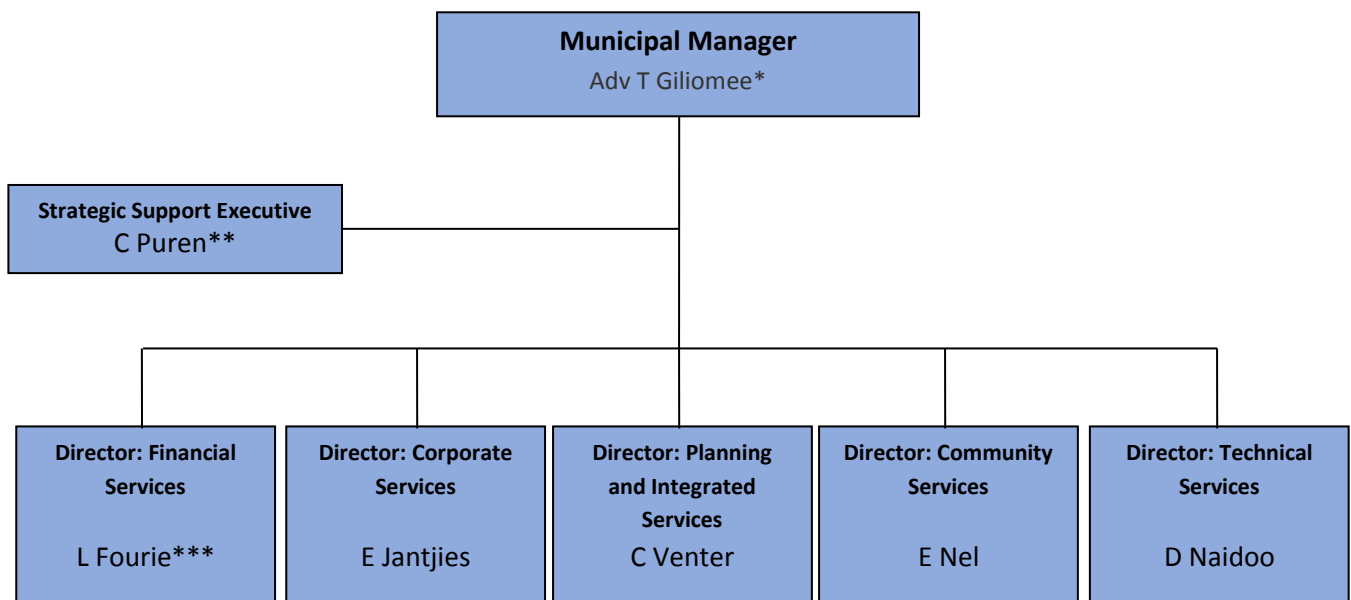 Municipal Manager
Adv T Giliomee*
Strategic Support Executive
C Puren**
Director: Financial
Services
L Fourie***
Director: Corporate
Services
E Jantjies
Director: Planning
and Integrated
Services
C Venter
Director: Community
Services
E Nel
Director: Technical
Services
D Naidoo